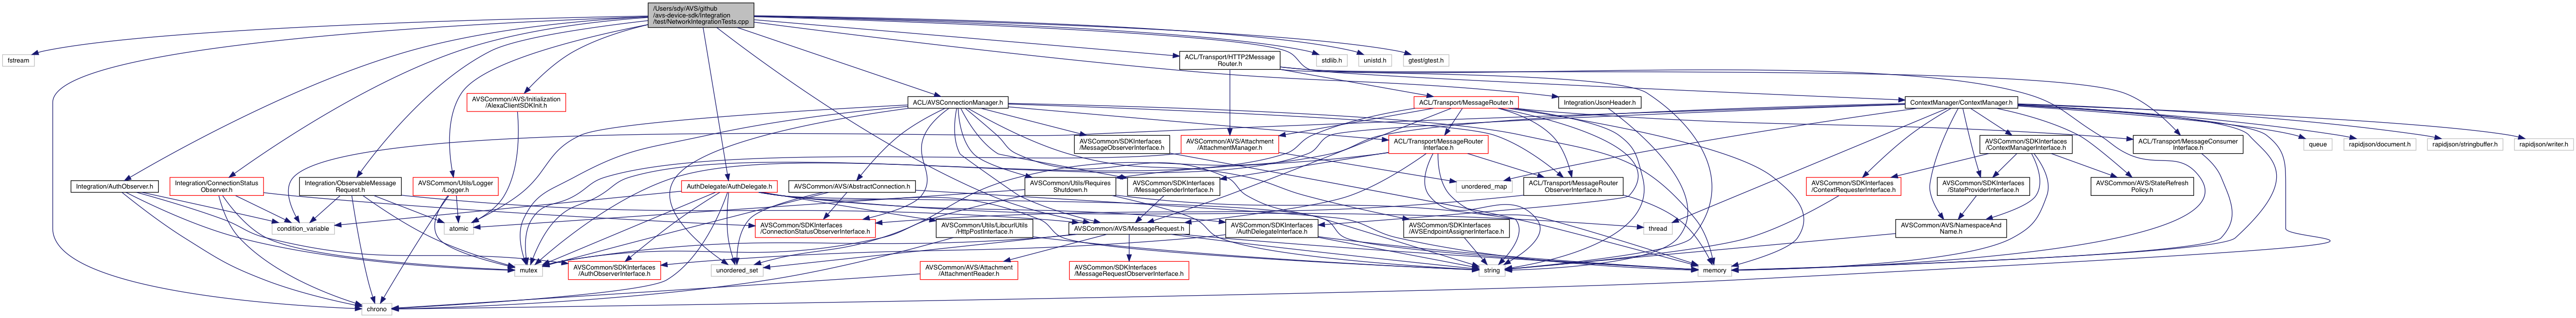 /Users/sdy/AVS/github
/avs-device-sdk/Integration
/test/NetworkIntegrationTests.cpp
fstream
ACL/Transport/HTTP2Message
Router.h
stdlib.h
unistd.h
gtest/gtest.h
AVSCommon/AVS/Initialization
/AlexaClientSDKInit.h
ACL/AVSConnectionManager.h
ACL/Transport/MessageRouter.h
Integration/JsonHeader.h
ContextManager/ContextManager.h
AVSCommon/SDKInterfaces
/MessageObserverInterface.h
AVSCommon/AVS/Attachment
/AttachmentManager.h
ACL/Transport/MessageRouter
Interface.h
AVSCommon/SDKInterfaces
/ContextManagerInterface.h
ACL/Transport/MessageConsumer
Interface.h
queue
rapidjson/document.h
rapidjson/stringbuffer.h
rapidjson/writer.h
Integration/AuthObserver.h
Integration/ConnectionStatus
Observer.h
Integration/ObservableMessage
Request.h
AVSCommon/Utils/Logger
/Logger.h
AuthDelegate/AuthDelegate.h
AVSCommon/AVS/AbstractConnection.h
AVSCommon/Utils/Requires
Shutdown.h
AVSCommon/SDKInterfaces
/MessageSenderInterface.h
unordered_map
ACL/Transport/MessageRouter
ObserverInterface.h
AVSCommon/SDKInterfaces
/ContextRequesterInterface.h
AVSCommon/SDKInterfaces
/StateProviderInterface.h
AVSCommon/AVS/StateRefresh
Policy.h
condition_variable
atomic
AVSCommon/SDKInterfaces
/ConnectionStatusObserverInterface.h
AVSCommon/Utils/LibcurlUtils
/HttpPostInterface.h
AVSCommon/AVS/MessageRequest.h
AVSCommon/SDKInterfaces
/AuthDelegateInterface.h
AVSCommon/SDKInterfaces
/AVSEndpointAssignerInterface.h
thread
AVSCommon/AVS/NamespaceAnd
Name.h
mutex
AVSCommon/SDKInterfaces
/AuthObserverInterface.h
unordered_set
AVSCommon/AVS/Attachment
/AttachmentReader.h
AVSCommon/SDKInterfaces
/MessageRequestObserverInterface.h
string
memory
chrono